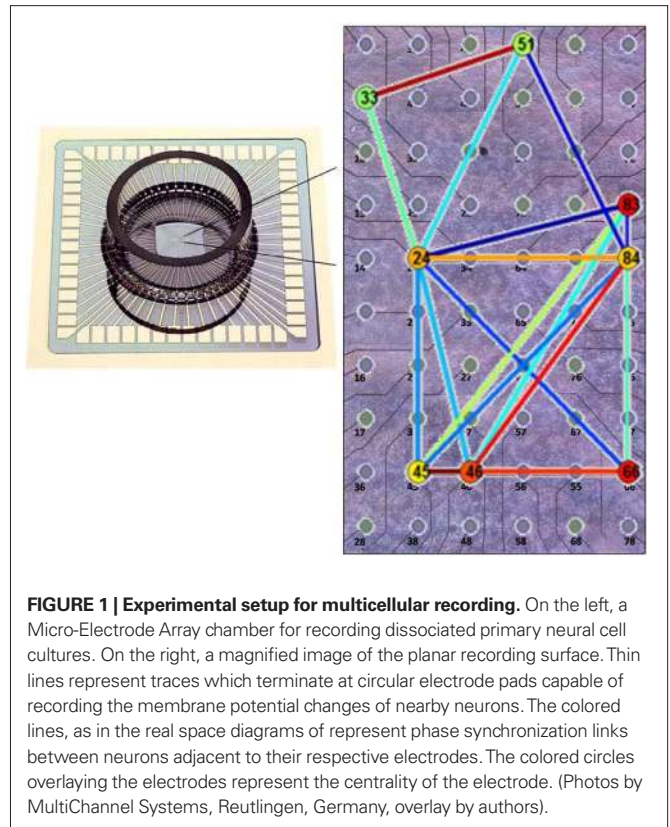 51
33
83
14
24
84
16
17
57
45
46
66
36
56
55
28
38
48
58
68
78
FIGURE 1 | Experimental setup for multicellular recording. On the left, a
Micro-Electrode Array chamber for recording dissociated primary neural cell
cultures. On the right, a magnified image of the planar recording surface. Thin
lines represent traces which terminate at circular electrode pads capable of
recording the membrane potential changes of nearby neurons. The colored
lines, as in the real space diagrams of represent phase synchronization links
between neurons adjacent to their respective electrodes. The colored circles
overlaying the electrodes represent the centrality of the electrode. (Photos by
MultiChannel Systems, Reutlingen, Germany, overlay by authors).